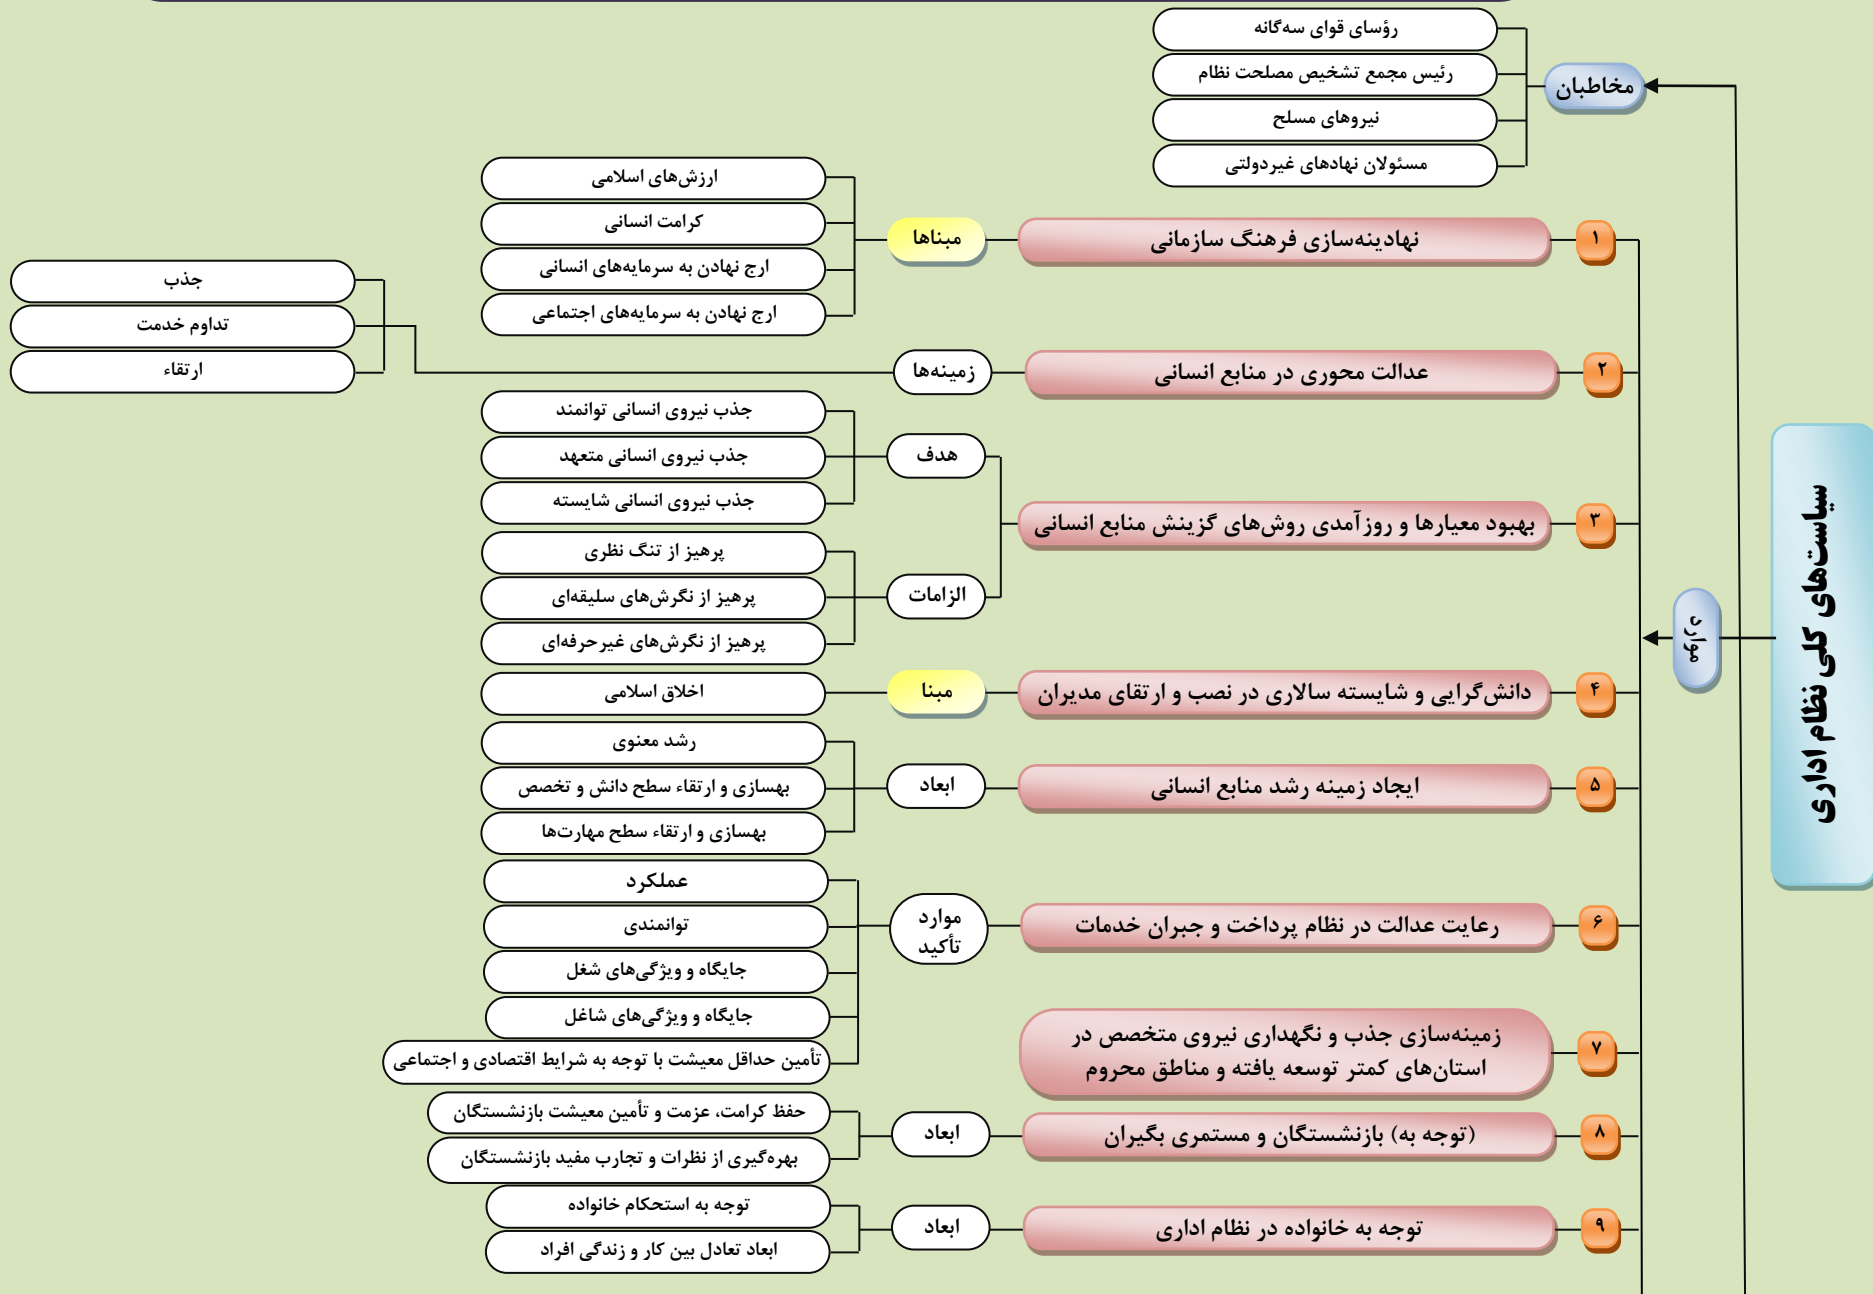 سیاست‌های کلی نظام اداری
مخاطبان
رؤسای قوای سه‌گانه
رئیس مجمع تشخیص مصلحت نظام
نیروهای مسلح
مسئولان نهادهای غیردولتی
موارد
۱
نهادینه‌سازی فرهنگ سازمانی
مبناها
ارزش‌های اسلامی
کرامت انسانی
ارج نهادن به سرمایه‌های انسانی
ارج نهادن به سرمایه‌های اجتماعی
۲
عدالت محوری در منابع انسانی
زمینه‌ها
جذب
تداوم خدمت
ارتقاء
۳
بهبود معیارها و روزآمدی روش‌های گزینش منابع انسانی
هدف
جذب نیروی انسانی توانمند
جذب نیروی انسانی متعهد
جذب نیروی انسانی شایسته
الزامات
پرهیز از تنگ نظری
پرهیز از نگرش‌های سلیقه‌ای
پرهیز از نگرش‌های غیرحرفه‌ای
۴
دانش‌گرایی و شایسته سالاری در نصب و ارتقای مدیران
مبنا
اخلاق اسلامی
۵
ایجاد زمینه رشد منابع انسانی
ابعاد
رشد معنوی
بهسازی و ارتقاء سطح دانش و تخصص
بهسازی و ارتقاء سطح مهارت‌ها
۶
رعایت عدالت در نظام پرداخت و جبران خدمات
موارد
تأکید
عملکرد
توانمندی
جایگاه و ویژگی‌های شغل
جایگاه و ویژگی‌های شاغل
تأمین حداقل معیشت با توجه به شرایط اقتصادی و اجتماعی
۷
زمینه‌سازی جذب و نگهداری نیروی متخصص در
استان‌های کمتر توسعه یافته و مناطق محروم
۸
(توجه به) بازنشستگان و مستمری بگیران
ابعاد
حفظ کرامت، عزمت و تأمین معیشت بازنشستگان
بهره‌گیری از نظرات و تجارب مفید بازنشستگان
۹
توجه به خانواده در نظام اداری
ابعاد
توجه به استحکام خانواده
ابعاد تعادل بین کار و زندگی افراد